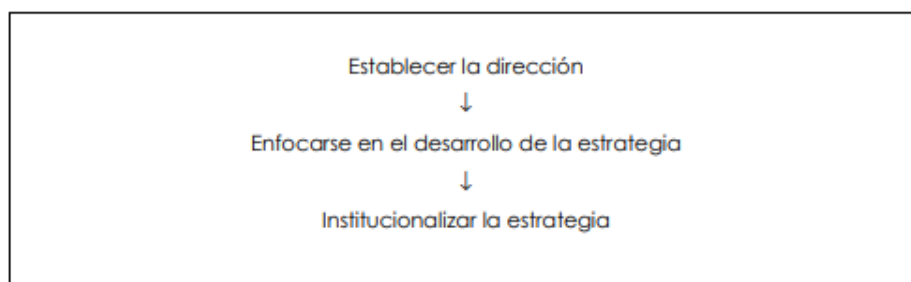 Establecer la dirección
↓
Enfocarse en el desarrollo de la estrategia
↓
Institucionalizar la estrategia